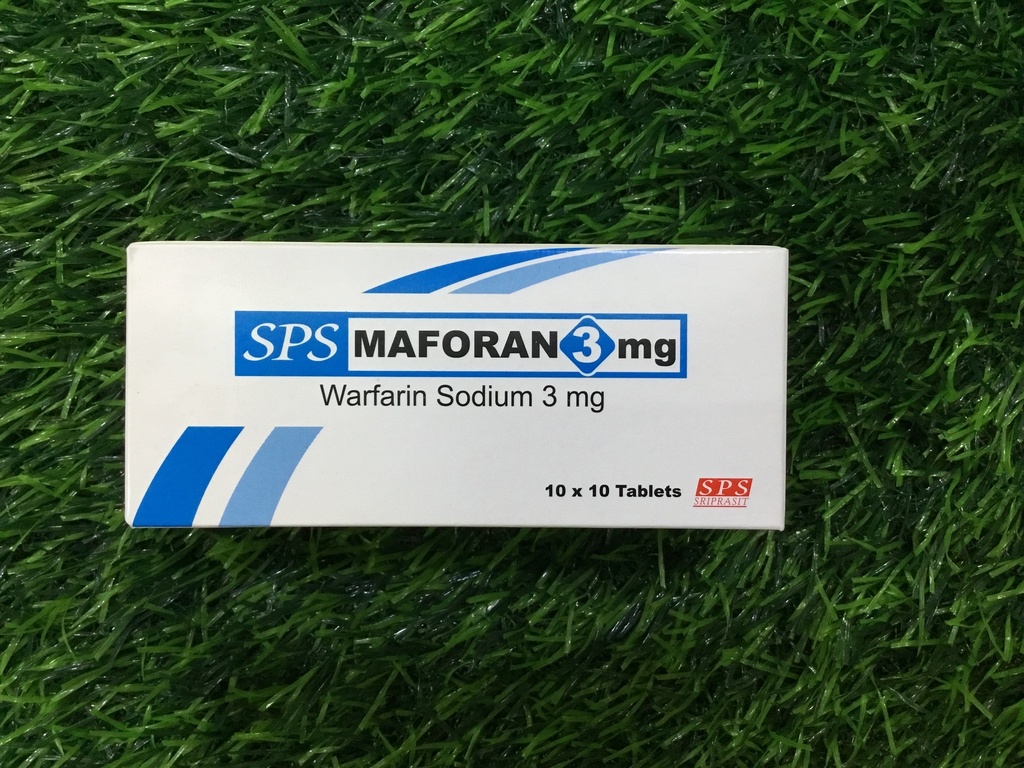 SPS MAFORAN 3 mg
Warfarin Sodium 3 mg
10 x 10 Tablets
SPS
SRIPRASIT